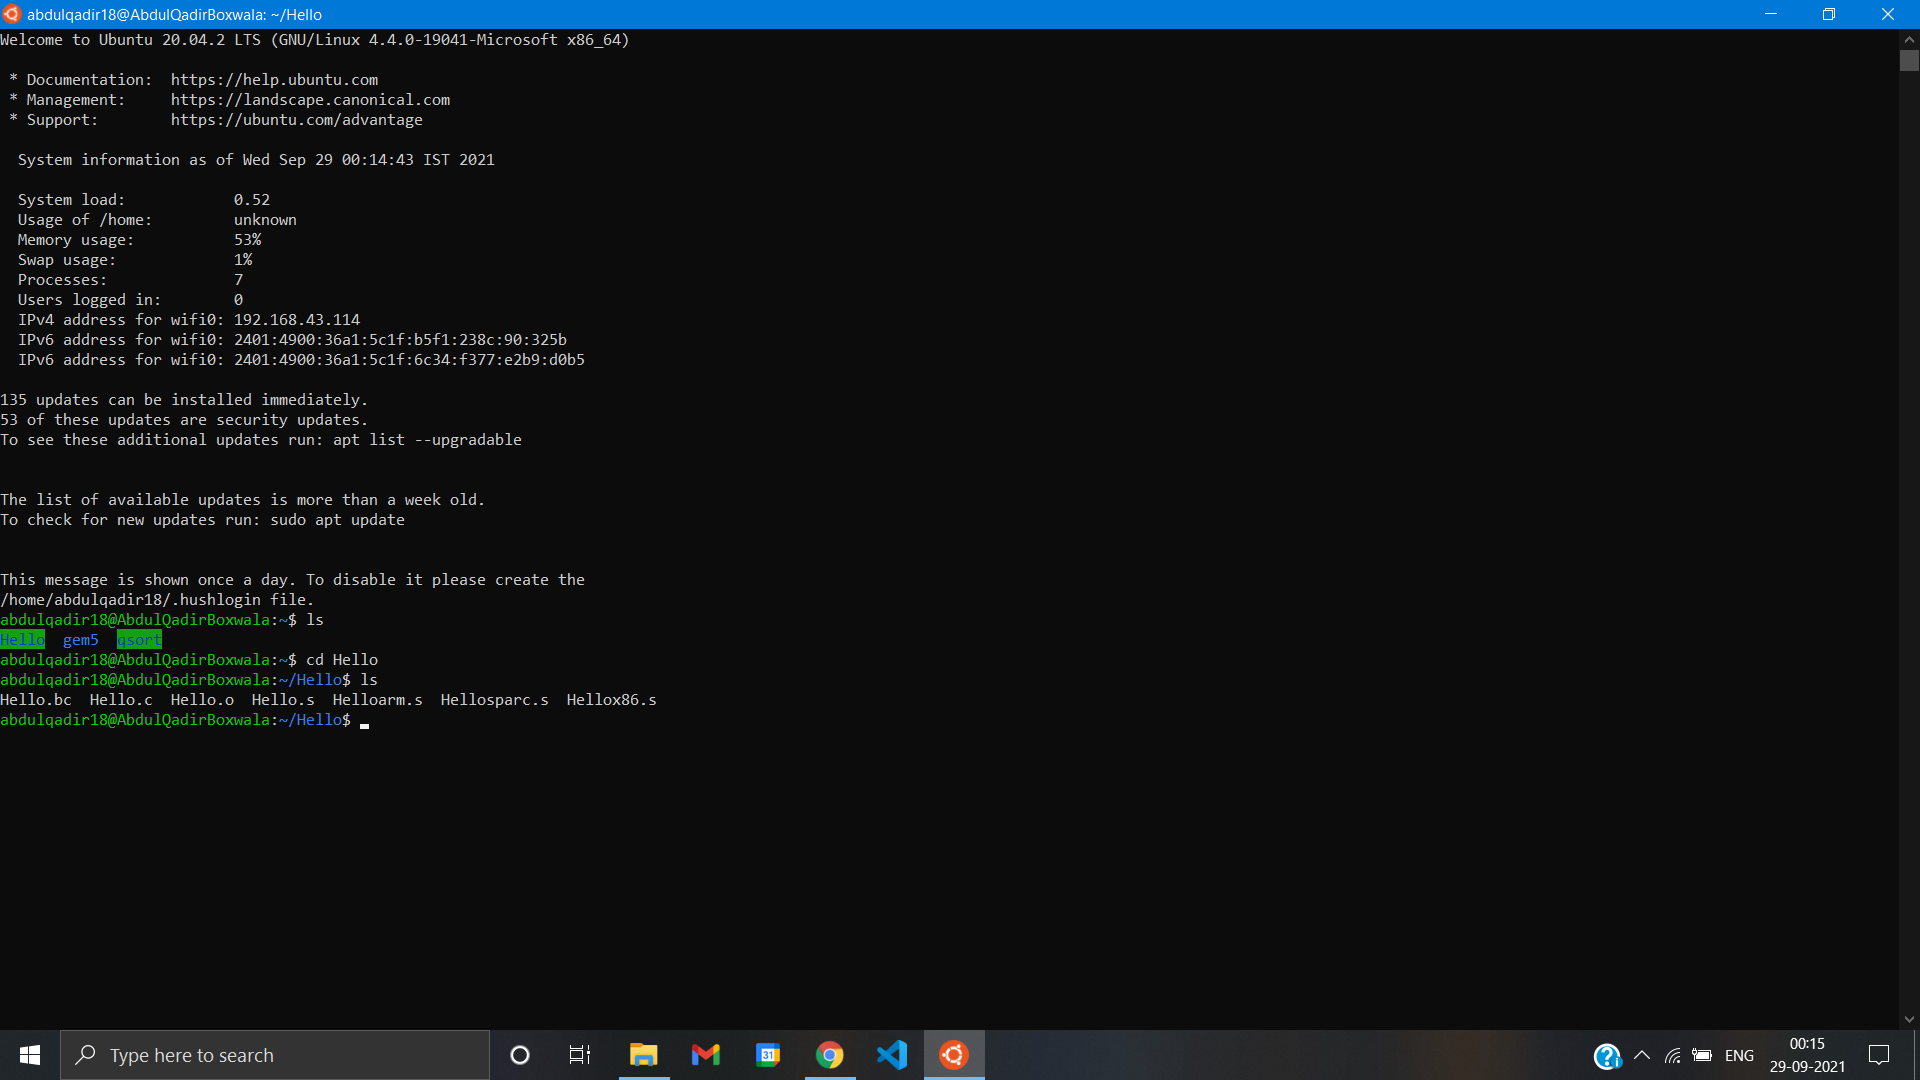 abdulqadir18@AbdulQadirBoxwala: ~/Hello
Welcome to Ubuntu 20.04.2 LTS (GNU/Linux 4.4.0-19041-Microsoft x86_64)
* Documentation: https://help.ubuntu.com
* Management: https://landscape.canonical.com
* Support: https://ubuntu.com/advantage
System information as of Wed Sep 29 00:14:43 IST 2021
System load: 0.52
Usage of /home: unknown
Memory usage: 53%
Swap usage: 1%
Processes: 7
Users logged in: 0
IPv4 address for wifi0: 192.168.43.114
IPv6 address for wifi0: 2401:4900:36a1:5c1f:b5f1:238c:90:325b
IPv6 address for wifi0: 2401:4900:36a1:5c1f:6c34:f377:e2b9:d0b5
135 updates can be installed immediately.
53 of these updates are security updates.
To see these additional updates run: apt list --upgradable
The list of available updates is more than a week old.
To check for new updates run: sudo apt update
This message is shown once a day. To disable it please create the
/home/abdulqadir18/.hushlogin file.
abdulqadir18@AbdulQadirBoxwala:~$ ls
Hello gem5 qsort
abdulqadir18@AbdulQadirBoxwala:~$ cd Hello
abdulqadir18@AbdulQadirBoxwala:~/Hello$ ls
Hello.bc Hello.c Hello.o Hello.s Helloarm.s Hellosparc.s Hellox86.s
abdulqadir18@AbdulQadirBoxwala:~/Hello$
Type here to search
31
ENG
00:15
29-09-2021